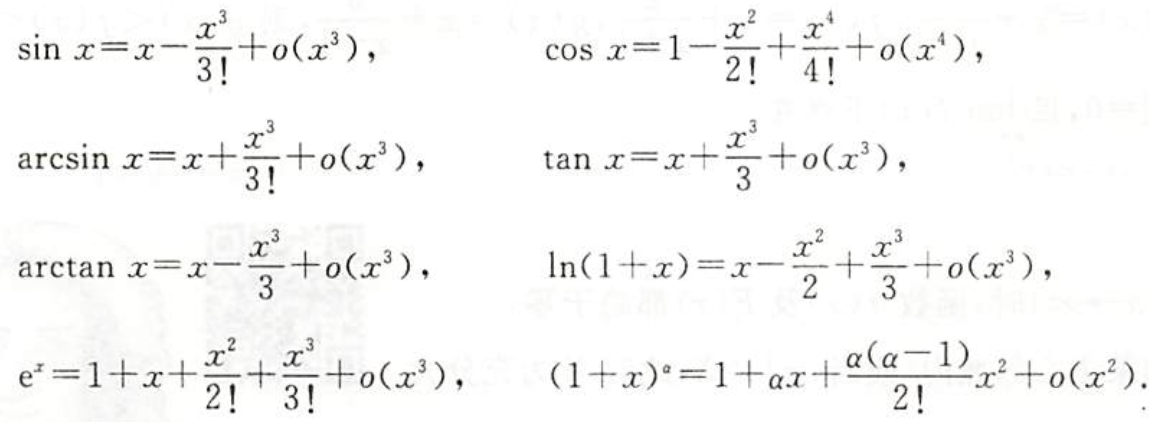 sin x=x−x³/3!+o(x³), cos x=1−x²/2!+x⁴/4!+o(x⁴),
arcsin x=x+x³/3!+o(x³), tan x=x+x³/3+o(x³),
arctan x=x−x³/3+o(x³), ln(1+x)=x−x²/2+x³/3+o(x³),
eˣ=1+x+x²/2!+x³/3!+o(x³), (1+x)^α=1+αx+α(α−1)/2! x²+o(x²).